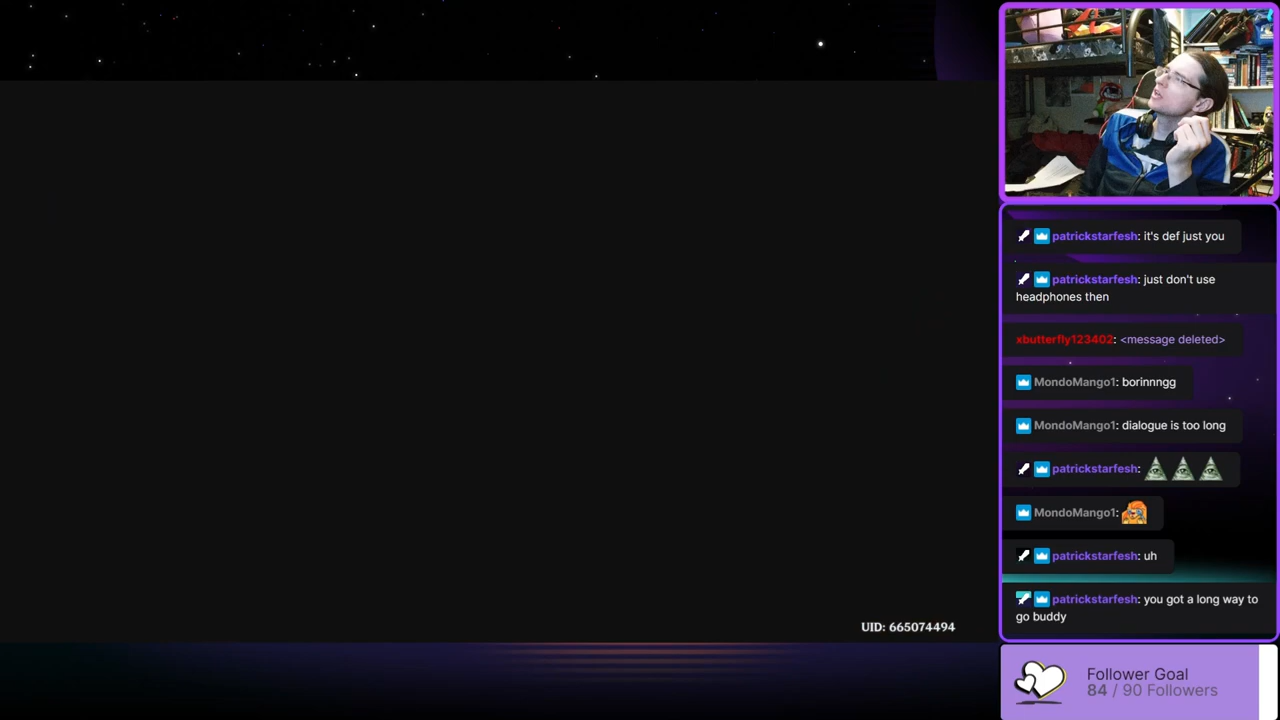 patrickstarfesh: it's def just you
patrickstarfesh: just don't use
headphones then
xbutterfly123402: <message deleted>
MondoMango1: borinnngg
MondoMango1: dialogue is too long
patrickstarfesh:
MondoMango1:
patrickstarfesh: uh
patrickstarfesh: you got a long way to
go buddy
UID: 665074494
Follower Goal
84 / 90 Followers